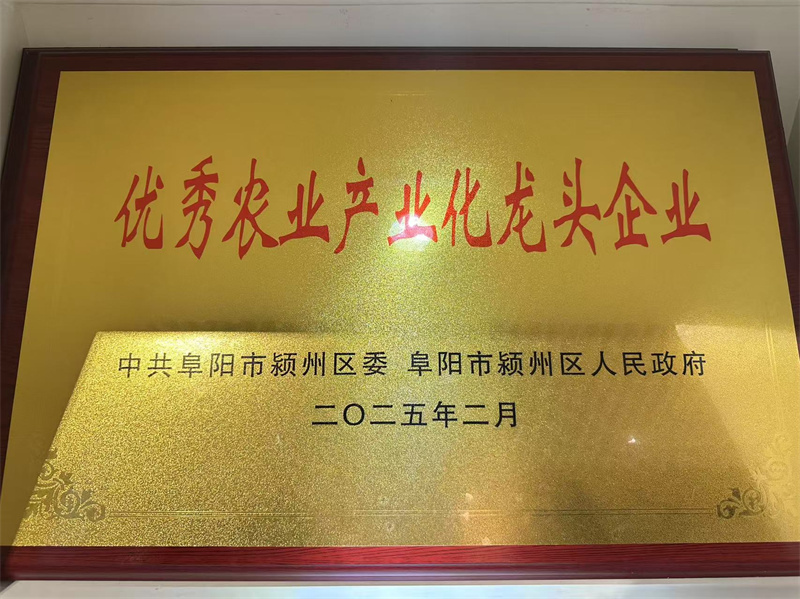 优秀农业产业化龙头企业
中共阜阳市颍州区委 阜阳市颍州区人民政府
二〇二五年二月